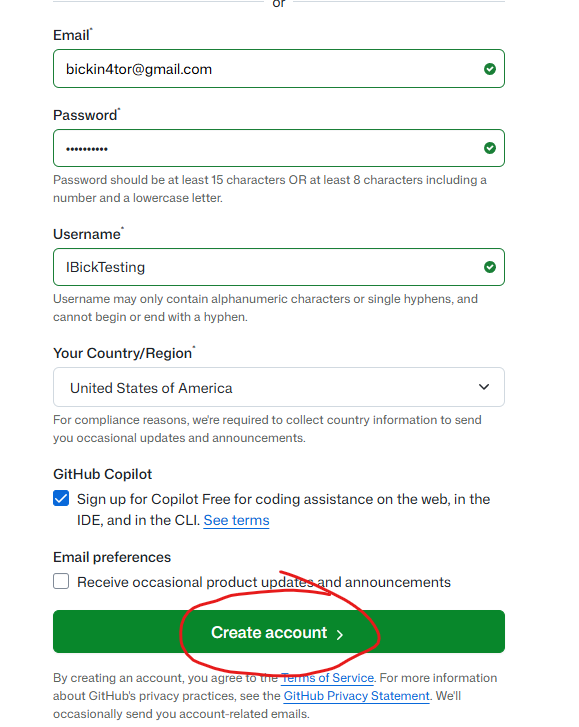 or
Email*
bickin4tor@gmail.com
Password*
••••••••••
Password should be at least 15 characters OR at least 8 characters including a
number and a lowercase letter.
Username*
IBickTesting
Username may only contain alphanumeric characters or single hyphens, and
cannot begin or end with a hyphen.
Your Country/Region*
United States of America
For compliance reasons, we're required to collect country information to send
you occasional updates and announcements.
GitHub Copilot
Sign up for Copilot Free for coding assistance on the web, in the
IDE, and in the CLI. See terms
Email preferences
Receive occasional product updates and announcements
Create account
By creating an account, you agree to the Terms of Service. For more information
about GitHub's privacy practices, see the GitHub Privacy Statement. We'll
occasionally send you account-related emails.